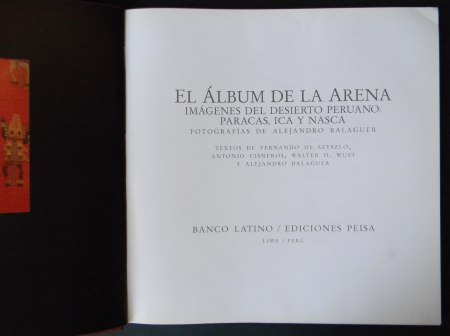 EL ÁLBUM DE LA ARENA
IMÁGENES DEL DESIERTO PERUANO:
PARACAS, ICA Y NASCA
FOTOGRAFÍAS DE ALEJANDRO BALAGUER
TEXTOS DE FERNANDO DE SZYSZLO,
ANTONIO CISNEROS, WALTER H. WUST
Y ALEJANDRO BALAGUER
BANCO LATINO / EDICIONES PEISA
LIMA / PERÚ